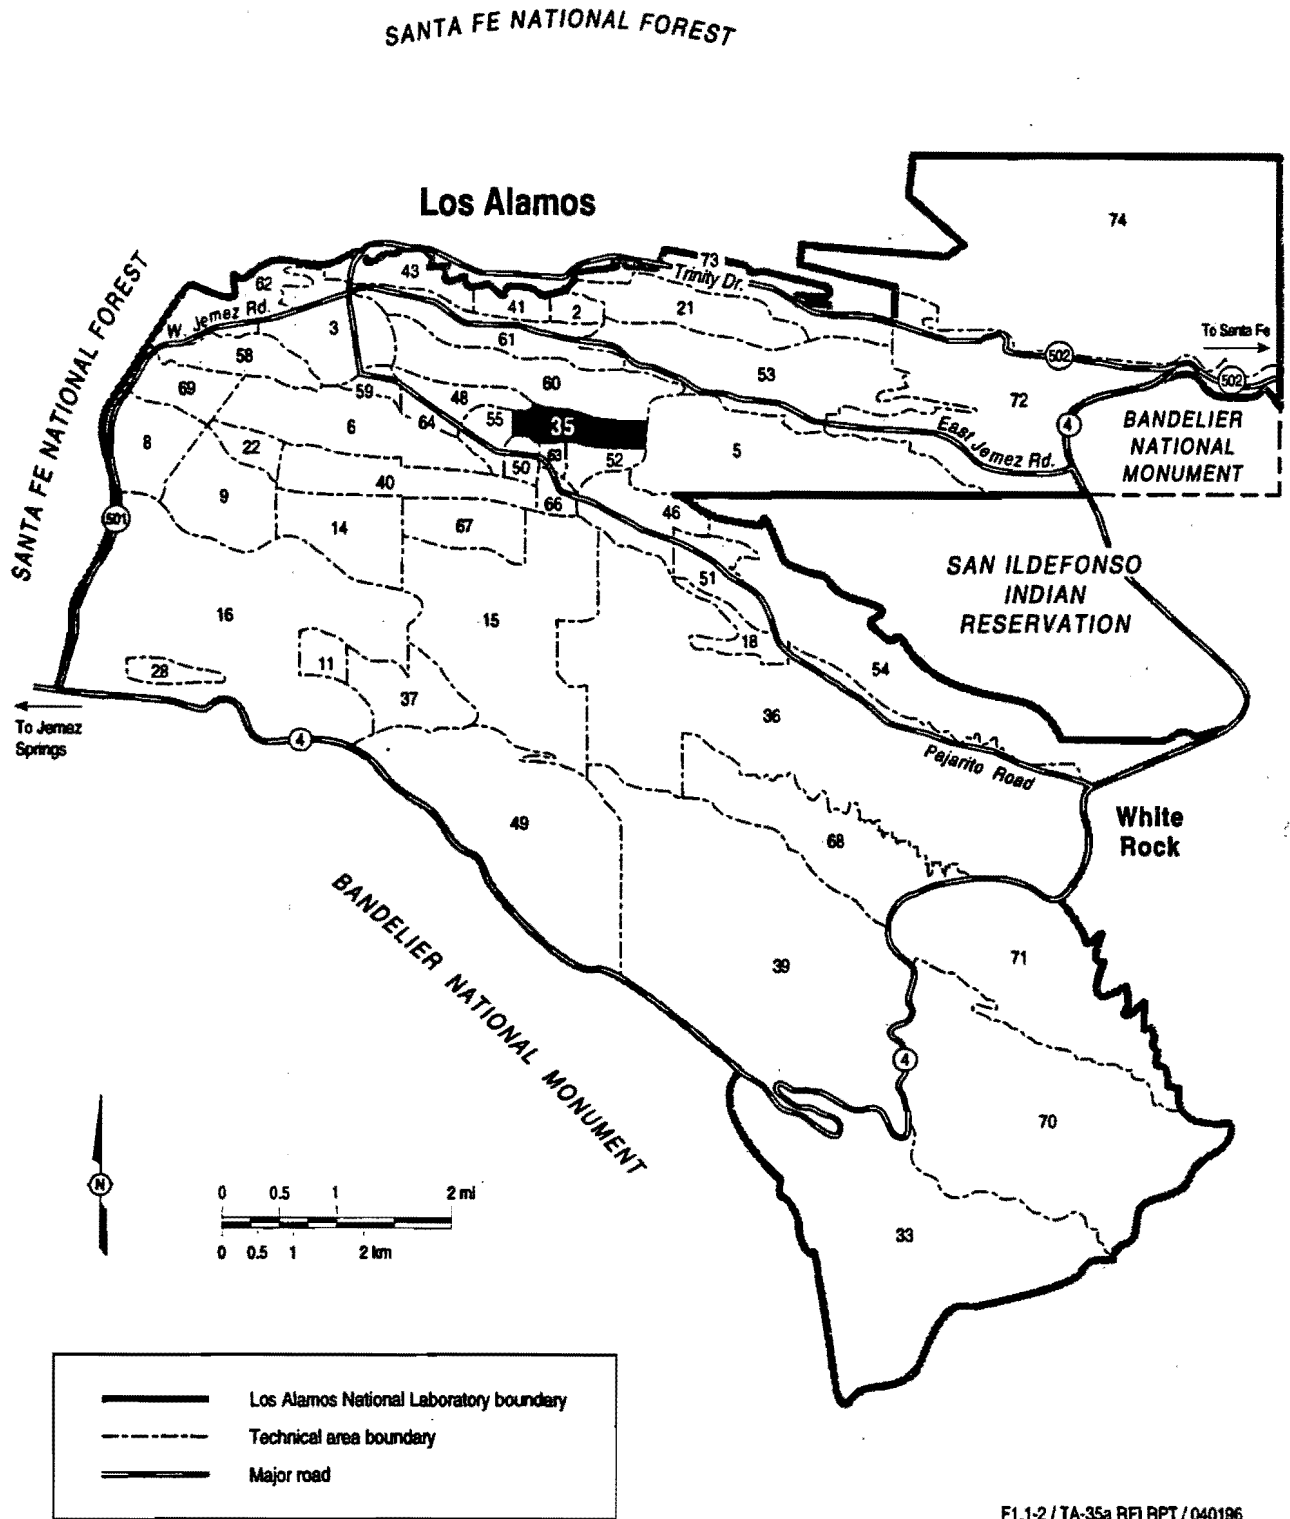 SANTA FE NATIONAL FOREST
Los Alamos
74
73
Trinity Dr.
43
62
41
2
21
W. Jemez Rd.
3
61
To Santa Fe
502
502
58
53
60
69
59
48
72
55
35
64
6
4
BANDELIER
NATIONAL
MONUMENT
East Jemez Rd.
8
22
5
63
52
50
40
9
66
46
14
67
501
SANTA FE NATIONAL FOREST
SAN ILDEFONSO
INDIAN
RESERVATION
51
16
15
18
28
11
54
37
36
To Jemez
Springs
4
Pajarito Road
49
White
Rock
68
BANDELIER NATIONAL MONUMENT
39
71
4
70
N
0 0.5 1 2 mi
0 0.5 1 2 km
33
Los Alamos National Laboratory boundary
Technical area boundary
Major road
F1.1-2 / TA-35a RFI RPT / 040196